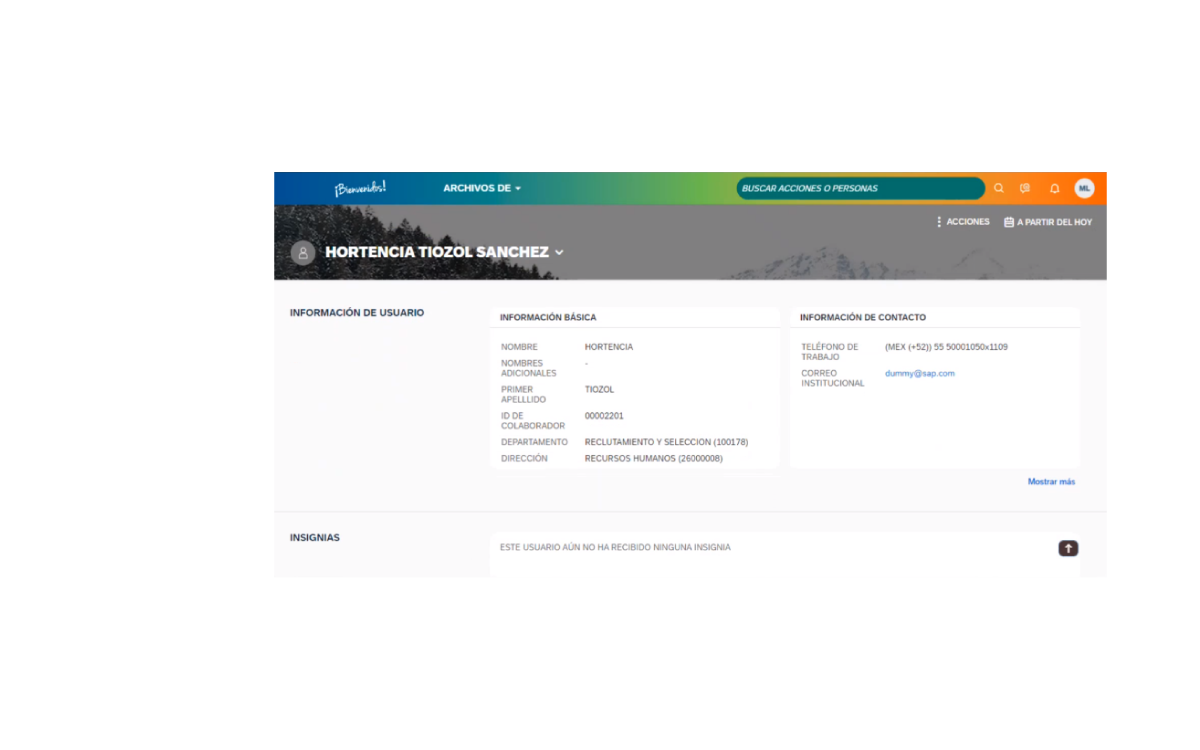 ¡Bienvenidos!
ARCHIVOS DE
BUSCAR ACCIONES O PERSONAS
ML
ACCIONES
A PARTIR DEL HOY
HORTENCIA TIOZOL SANCHEZ
INFORMACIÓN DE USUARIO
INFORMACIÓN BÁSICA
NOMBRE HORTENCIA
NOMBRES
ADICIONALES -
PRIMER
APELLLIDO TIOZOL
ID DE
COLABORADOR 00002201
DEPARTAMENTO RECLUTAMIENTO Y SELECCION (100178)
DIRECCIÓN RECURSOS HUMANOS (26000008)
INFORMACIÓN DE CONTACTO
TELÉFONO DE
TRABAJO (MEX (+52)) 55 50001050x1109
CORREO
INSTITUCIONAL dummy@sap.com
Mostrar más
INSIGNIAS
ESTE USUARIO AÚN NO HA RECIBIDO NINGUNA INSIGNIA